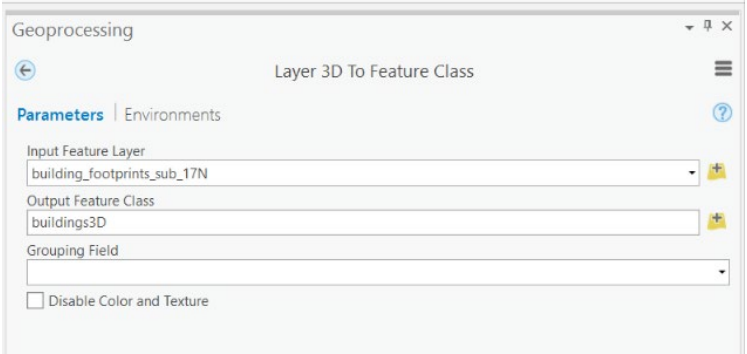 Geoprocessing
Layer 3D To Feature Class
Parameters | Environments
Input Feature Layer
building_footprints_sub_17N
Output Feature Class
buildings3D
Grouping Field
Disable Color and Texture